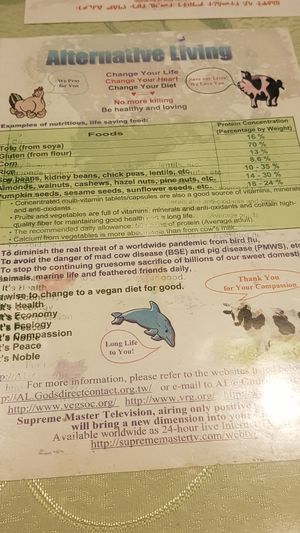 Alternative Living
We Pray
for You
Change Your Life
Change Your Heart
Change Your Diet
No more killing
Be healthy and loving
Save our Lives!
We Love You
Examples of nutritious, life saving food:
Foods
Protein Concentration
(Percentage by Weight)
Tofu (from soya)
16 %
Gluten (from flour)
70 %
Corn
13 %
Rice
8.6 %
Soy beans, kidney beans, chick peas, lentils, etc.
10 - 35 %
Almonds, walnuts, cashews, hazel nuts, pine nuts, etc.
14 - 30 %
Pumpkin seeds, sesame seeds, sunflower seeds, etc.
18 - 24 %
• Concentrated multi-vitamin tablets/capsules are also a good source of vitamins, minerals
and anti-oxidants.
Fruits and vegetables are full of vitamins, minerals and anti-oxidants and contain high-
quality fiber for maintaining good health long life.
The recommended daily allowance: of protein (Average adult)
• Calcium from vegetables is more than from cow's milk.
To diminish the real threat of a worldwide pandemic from bird flu,
To avoid the danger of mad cow disease (BSE) and pig disease (PMWS), etc
To stop the continuing gruesome sacrifice of billions of our sweet domesti
marine life and feathered friends daily,
wise to change to a vegan diet for good.
It's Health
It's Economy
It's Ecology
It's Compassion
It's Peace
It's Noble
Thank You
for Your Compassion
Long Life
to You!
For more information, please refer to the websites
http://AL.Godsdirectcontact.org.tw/ or e-mail to
http://www.vegsoc.org/ http://www.vrg.org/
Supreme Master Television, airing only positive
will bring a new dimension into your
Available worldwide as 24-hour live
http://suprememastertv.com/webtv/